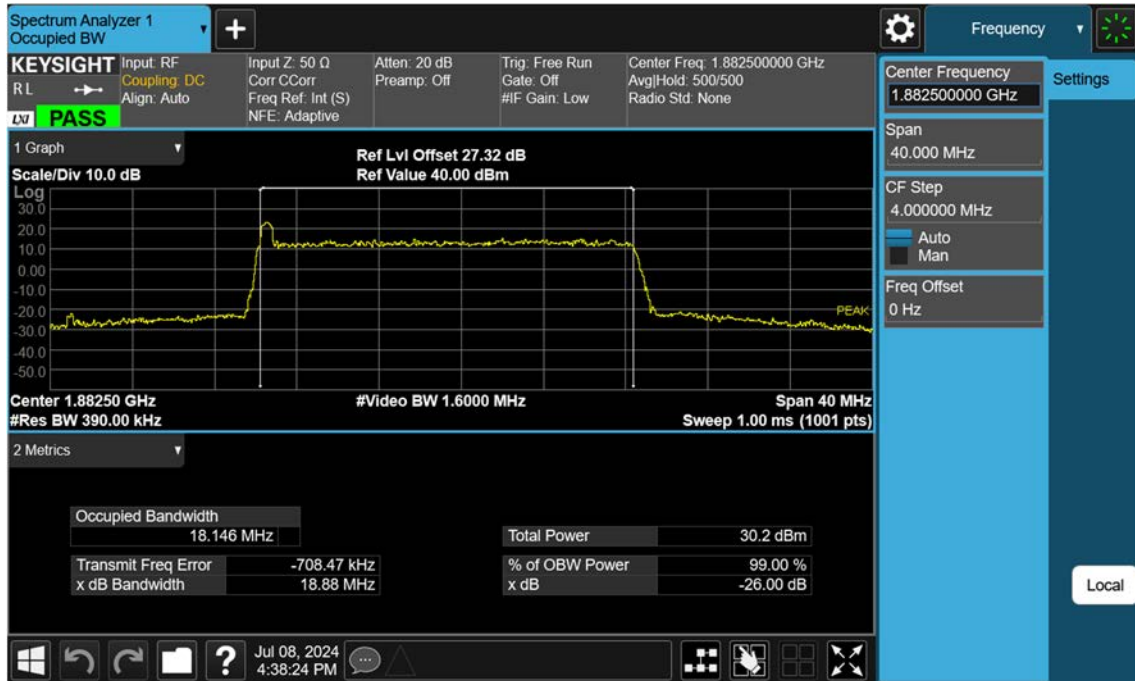 Spectrum Analyzer 1
Occupied BW
Frequency
KEYSIGHT
RL
LXI
PASS
Input: RF
Coupling: DC
Align: Auto
Input Z: 50 Ω
Corr CCorr
Freq Ref: Int (S)
NFE: Adaptive
Atten: 20 dB
Preamp: Off
Trig: Free Run
Gate: Off
#IF Gain: Low
Center Freq: 1.882500000 GHz
Avg|Hold: 500/500
Radio Std: None
1 Graph
Scale/Div 10.0 dB
Ref Lvl Offset 27.32 dB
Ref Value 40.00 dBm
Log
30.0
20.0
10.0
0.00
-10.0
-20.0
-30.0
-40.0
-50.0
PEAK
Center 1.88250 GHz
#Res BW 390.00 kHz
#Video BW 1.6000 MHz
Span 40 MHz
Sweep 1.00 ms (1001 pts)
2 Metrics
Occupied Bandwidth
18.146 MHz
Transmit Freq Error -708.47 kHz
x dB Bandwidth 18.88 MHz
Total Power 30.2 dBm
% of OBW Power 99.00 %
x dB -26.00 dB
Center Frequency
1.882500000 GHz
Span
40.000 MHz
CF Step
4.000000 MHz
Auto
Man
Freq Offset
0 Hz
Settings
Local
?
Jul 08, 2024
4:38:24 PM